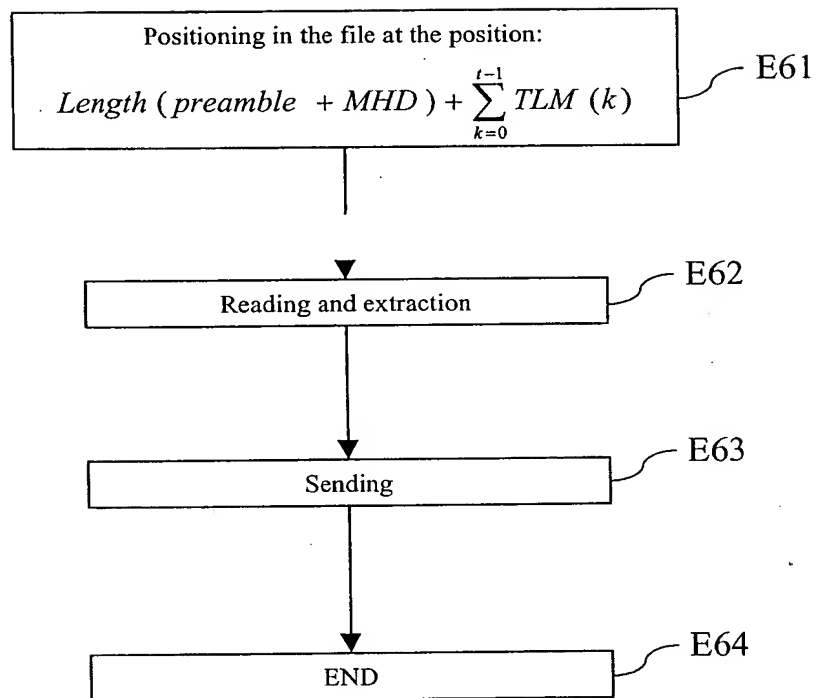 Positioning in the file at the position:
Length ( preamble + MHD ) + \sum_{k=0}^{t-1} TLM (k)
E61
Reading and extraction
E62
Sending
E63
END
E64